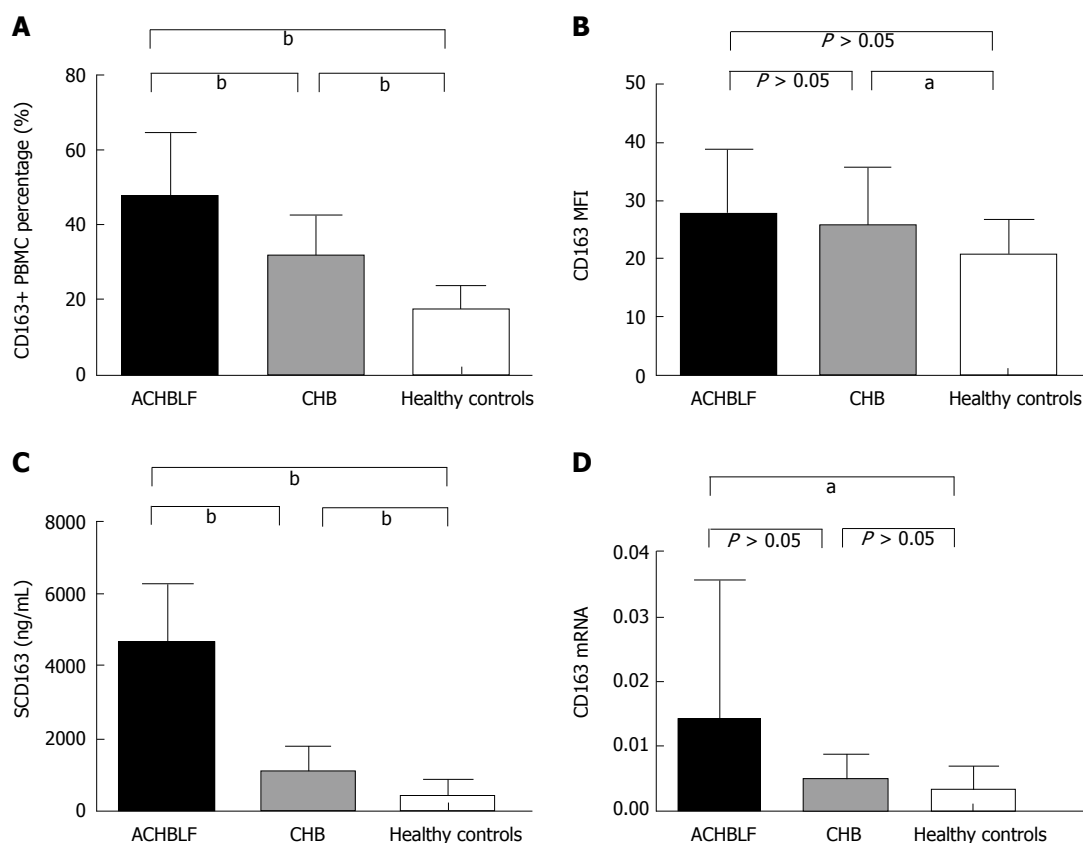 A
b
b
b
80
60
40
20
0
CD163+ PBMC percentage (%)
ACHBLF
CHB
Healthy controls
B
P > 0.05
P > 0.05
a
50
40
30
20
10
0
CD163 MFI
ACHBLF
CHB
Healthy controls
C
b
b
b
8000
6000
4000
2000
0
SCD163 (ng/mL)
ACHBLF
CHB
Healthy controls
D
a
P > 0.05
P > 0.05
0.04
0.03
0.02
0.01
0.00
CD163 mRNA
ACHBLF
CHB
Healthy controls